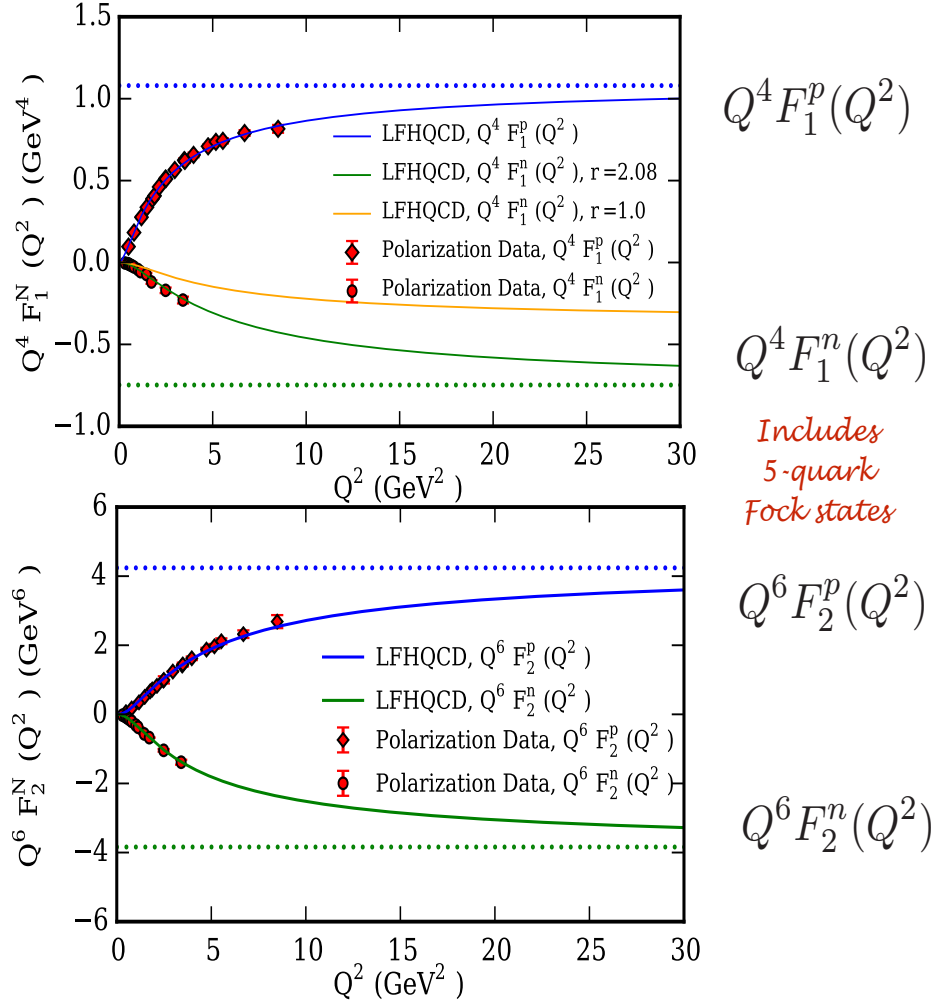 1.5
1.0
0.5
0.0
−0.5
−1.0
Q⁴ F₁ᴺ (Q²) (GeV⁴)
LFHQCD, Q⁴ F₁ᵖ (Q²)
LFHQCD, Q⁴ F₁ⁿ (Q²), r=2.08
LFHQCD, Q⁴ F₁ⁿ (Q²), r=1.0
Polarization Data, Q⁴ F₁ᵖ (Q²)
Polarization Data, Q⁴ F₁ⁿ (Q²)
0 5 10 15 20 25 30
Q² (GeV²)
Q⁴F₁ᵖ(Q²)
Q⁴F₁ⁿ(Q²)
Includes
5-quark
Fock states
6
4
2
0
−2
−4
−6
Q⁶ F₂ᴺ (Q²) (GeV⁶)
LFHQCD, Q⁶ F₂ᵖ (Q²)
LFHQCD, Q⁶ F₂ⁿ (Q²)
Polarization Data, Q⁶ F₂ᵖ (Q²)
Polarization Data, Q⁶ F₂ⁿ (Q²)
0 5 10 15 20 25 30
Q² (GeV²)
Q⁶F₂ᵖ(Q²)
Q⁶F₂ⁿ(Q²)